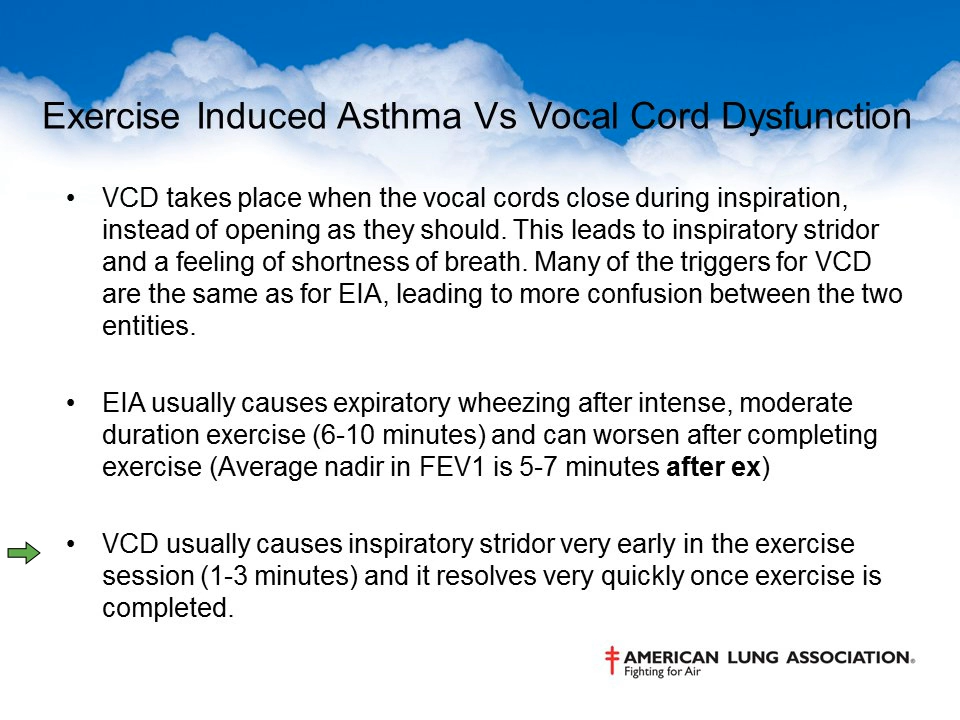 Exercise Induced Asthma Vs Vocal Cord Dysfunction
• VCD takes place when the vocal cords close during inspiration,
instead of opening as they should. This leads to inspiratory stridor
and a feeling of shortness of breath. Many of the triggers for VCD
are the same as for EIA, leading to more confusion between the two
entities.
• EIA usually causes expiratory wheezing after intense, moderate
duration exercise (6-10 minutes) and can worsen after completing
exercise (Average nadir in FEV1 is 5-7 minutes after ex)
• VCD usually causes inspiratory stridor very early in the exercise
session (1-3 minutes) and it resolves very quickly once exercise is
completed.
AMERICAN LUNG ASSOCIATION®
Fighting for Air